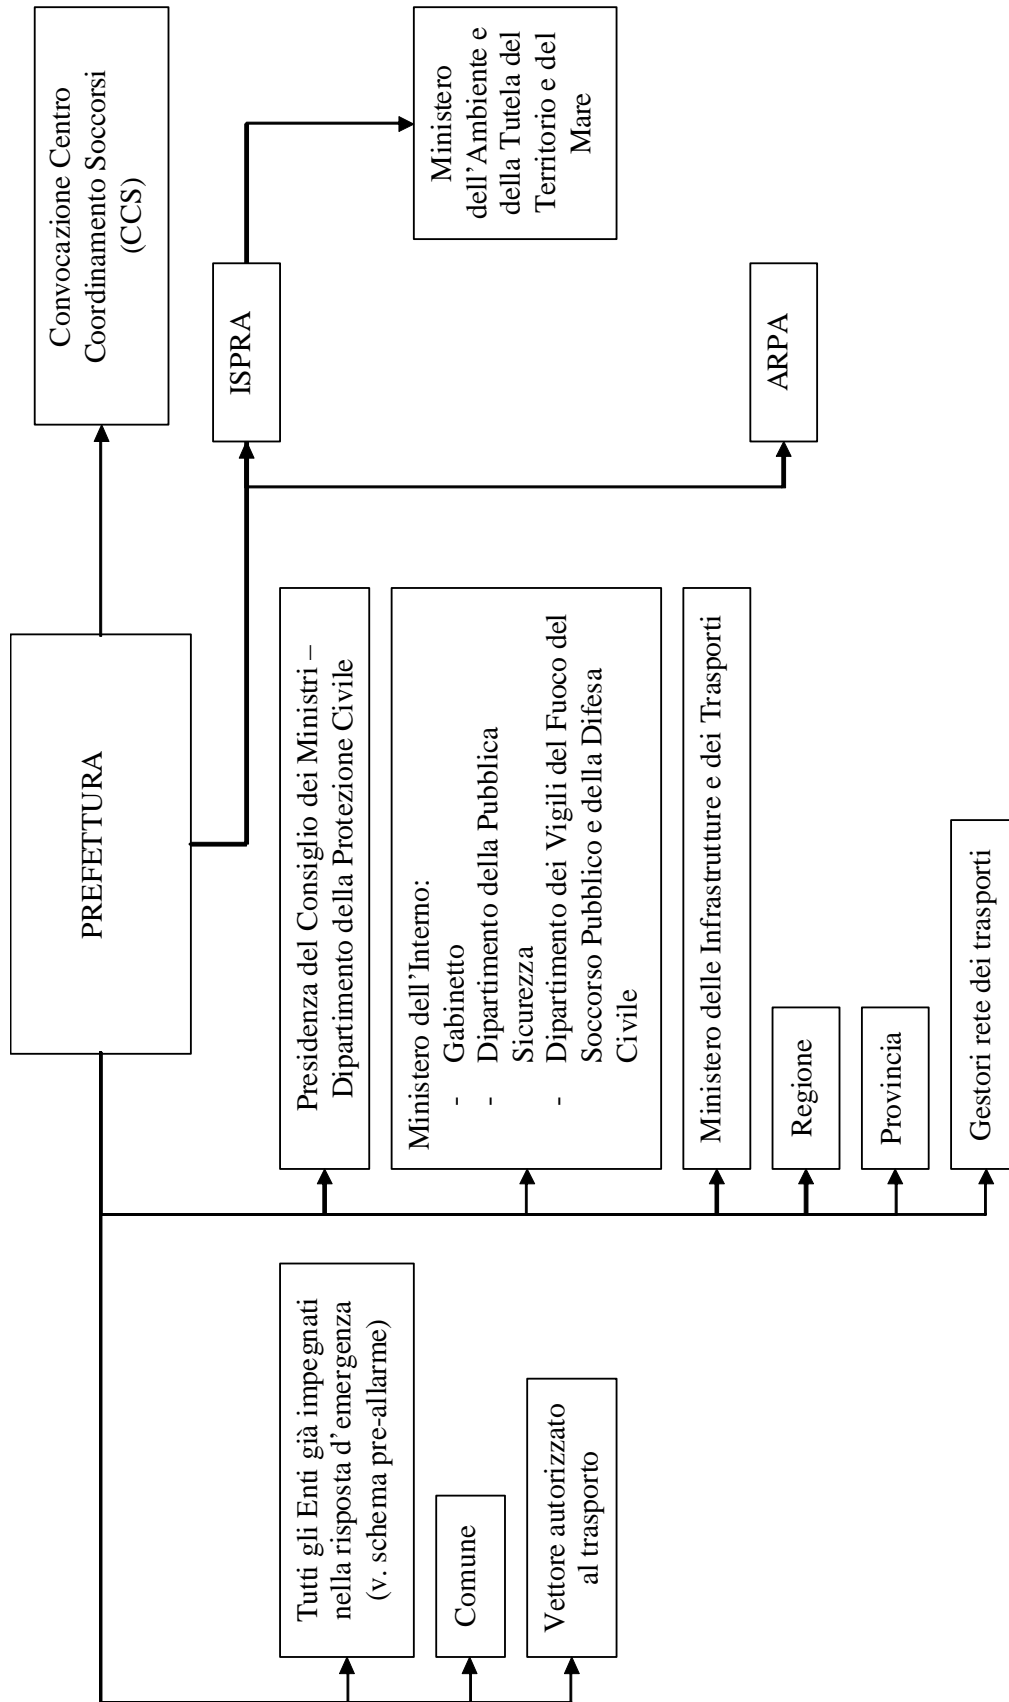 PREFETTURA
Convocazione Centro
Coordinamento Soccorsi
(CCS)
Tutti gli Enti già impegnati
nella risposta d'emergenza
(v. schema pre-allarme)
Comune
Vettore autorizzato
al trasporto
Presidenza del Consiglio dei Ministri –
Dipartimento della Protezione Civile
Ministero dell'Interno:
- Gabinetto
- Dipartimento della Pubblica
Sicurezza
- Dipartimento dei Vigili del Fuoco del
Soccorso Pubblico e della Difesa
Civile
Ministero delle Infrastrutture e dei Trasporti
Regione
Provincia
Gestori rete dei trasporti
ISPRA
ARPA
Ministero
dell'Ambiente e
della Tutela del
Territorio e del
Mare